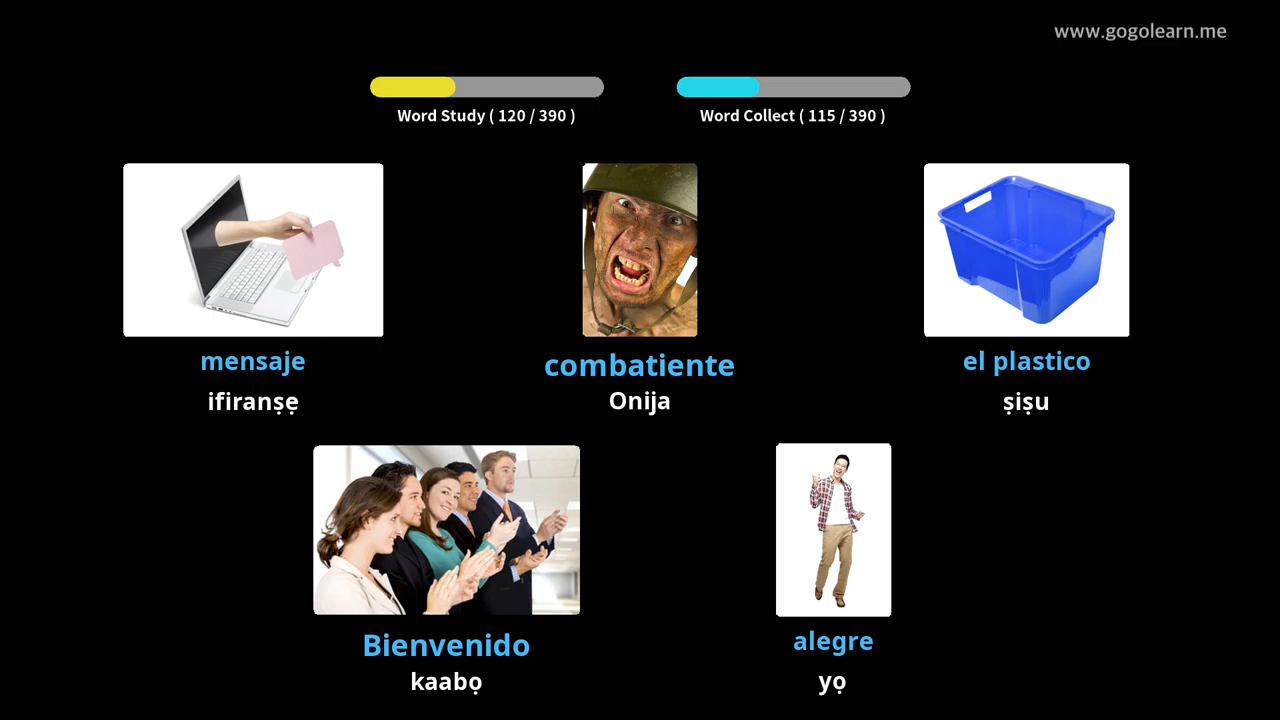 www.gogolearn.me
Word Study ( 120 / 390 )
Word Collect ( 115 / 390 )
mensaje
ifiranṣẹ
combatiente
Onija
el plastico
ṣiṣu
Bienvenido
kaabọ
alegre
yọ